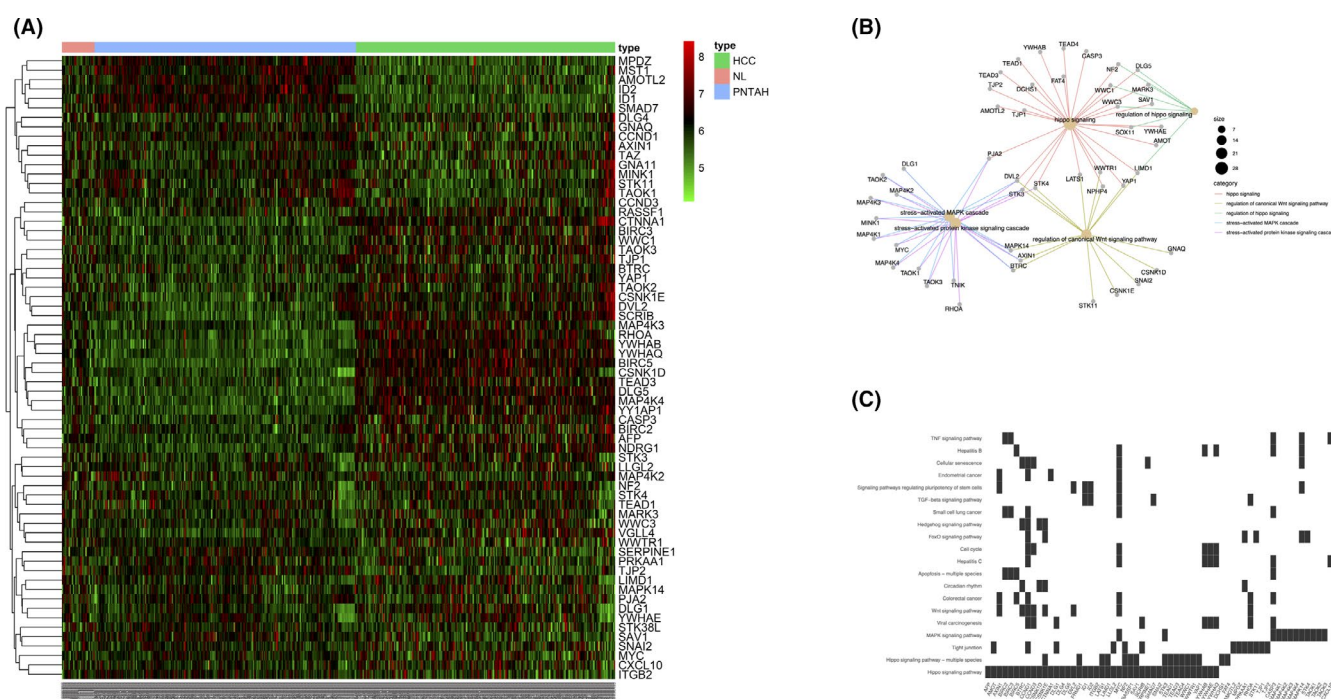 (A)
type
MPDZ
MST1
AMOTL2
ID2
ID1
SMAD7
DLG4
GNAQ
CCND1
AXIN1
TAZ
GNA11
MINK1
STK11
TAOK1
CCND3
RASSF1
CTNNA1
BIRC3
WWC1
TAOK3
TJP1
BTRC
YAP1
TAOK2
CSNK1E
DVL2
SCRIB
MAP4K3
RHOA
YWHAB
YWHAQ
BIRC5
CSNK1D
TEAD3
DLG5
MAP4K4
YY1AP1
CASP3
BIRC2
AFP
NDRG1
STK3
LLGL2
MAP4K2
NF2
STK4
TEAD1
MARK3
WWC3
VGLL4
WWTR1
SERPINE1
PRKAA1
TJP2
LIMD1
MAPK14
PJA2
DLG1
YWHAE
STK38L
SAV1
SNAI2
MYC
CXCL10
ITGB2
8
7
6
5
type
HCC
NL
PNTAH
(B)
YWHAB
TEAD4
CASP3
TEAD1
NF2
DLG5
TEAD3
FAT4
TJP2
DCHS1
WWC1
MARK3
AMOTL2
TJP1
WWC3
SAV1
regulation of hippo signaling
hippo signaling
SOX11
YWHAE
AMOT
PJA2
DLG1
DVL2
LATS1
WWTR1
LIMD1
TAOK2
STK3
STK4
NPHP4
YAP1
MAP4K2
MAP4K3
stress-activated MAPK cascade
MINK1
stress-activated protein kinase signaling cascade
MAP4K1
regulation of canonical Wnt signaling pathway
MYC
MAPK14
GNAQ
AXIN1
MAP4K4
BTRC
TAOK1
CSNK1D
TAOK3
TNIK
SNAI2
CSNK1E
RHOA
STK11
size
7
14
21
28
category
hippo signaling
regulation of canonical Wnt signaling pathway
regulation of hippo signaling
stress-activated MAPK cascade
stress-activated protein kinase signaling casca
(C)
TNF signaling pathway
Hepatitis B
Cellular senescence
Endometrial cancer
Signaling pathways regulating pluripotency of stem cells
TGF-beta signaling pathway
Small cell lung cancer
Hedgehog signaling pathway
FoxO signaling pathway
Cell cycle
Hepatitis C
Apoptosis - multiple species
Circadian rhythm
Colorectal cancer
Wnt signaling pathway
Viral carcinogenesis
MAPK signaling pathway
Tight junction
Hippo signaling pathway - multiple species
Hippo signaling pathway